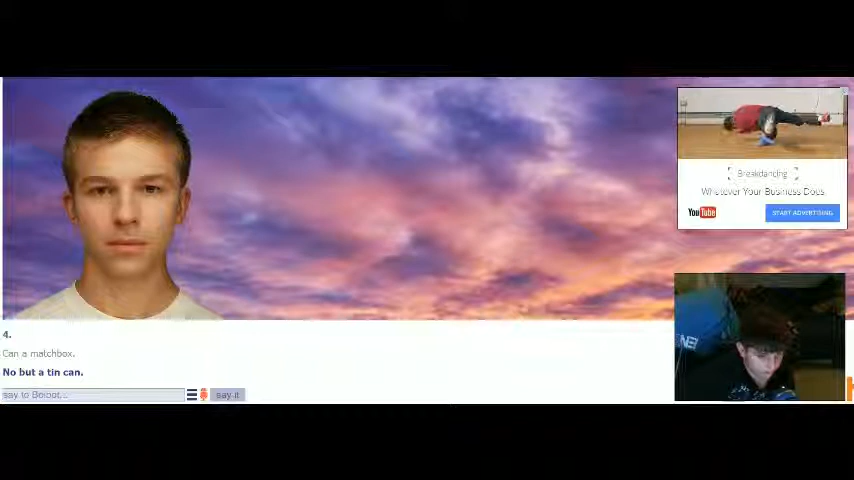 Breakdancing
Whatever Your Business Does
YouTube
START ADVERTISING
4.
Can a matchbox.
No but a tin can.
say to Boibot...
say it